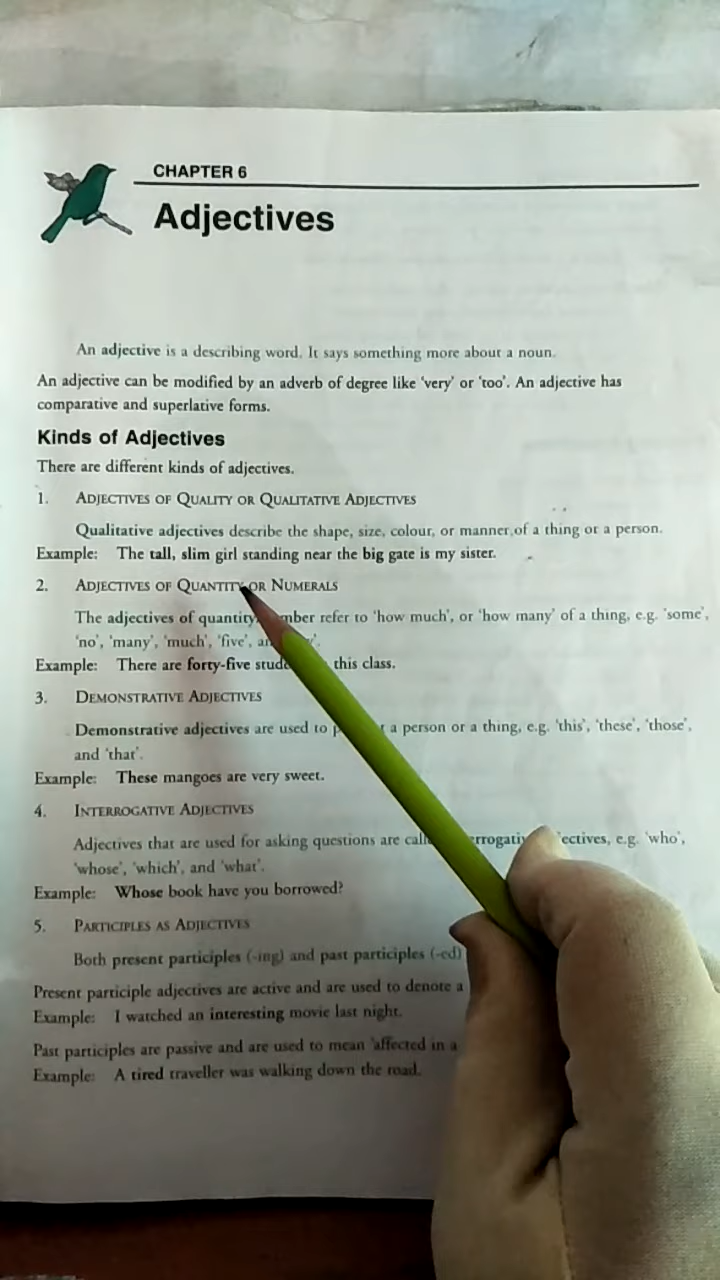 CHAPTER 6
Adjectives
An adjective is a describing word. It says something more about a noun.
An adjective can be modified by an adverb of degree like 'very' or 'too'. An adjective has
comparative and superlative forms.
Kinds of Adjectives
There are different kinds of adjectives.
1. ADJECTIVES OF QUALITY OR QUALITATIVE ADJECTIVES
Qualitative adjectives describe the shape, size, colour, or manner of a thing or a person.
Example: The tall, slim girl standing near the big gate is my sister.
2. ADJECTIVES OF QUANTITY OR NUMERALS
The adjectives of quantity refer to 'how much', or 'how many' of a thing, e.g. 'some',
'no', 'many', 'much', 'five',
Example: There are forty-five this class.
3. DEMONSTRATIVE ADJECTIVES
Demonstrative adjectives are used to a person or a thing, e.g. 'this', 'these', 'those',
and 'that'.
Example: These mangoes are very sweet.
4. INTERROGATIVE ADJECTIVES
Adjectives that are used for asking questions are e.g. 'who',
'whose', 'which', and 'what'.
Example: Whose book have you borrowed?
5. PARTICIPLES AS ADJECTIVES
Both present participles (-ing) and past participles (-ed)
Present participle adjectives are active and are used to denote a
Example: I watched an interesting movie last night.
Past participles are passive and are used to mean 'affected in a
Example: A tired traveller was walking down the road.